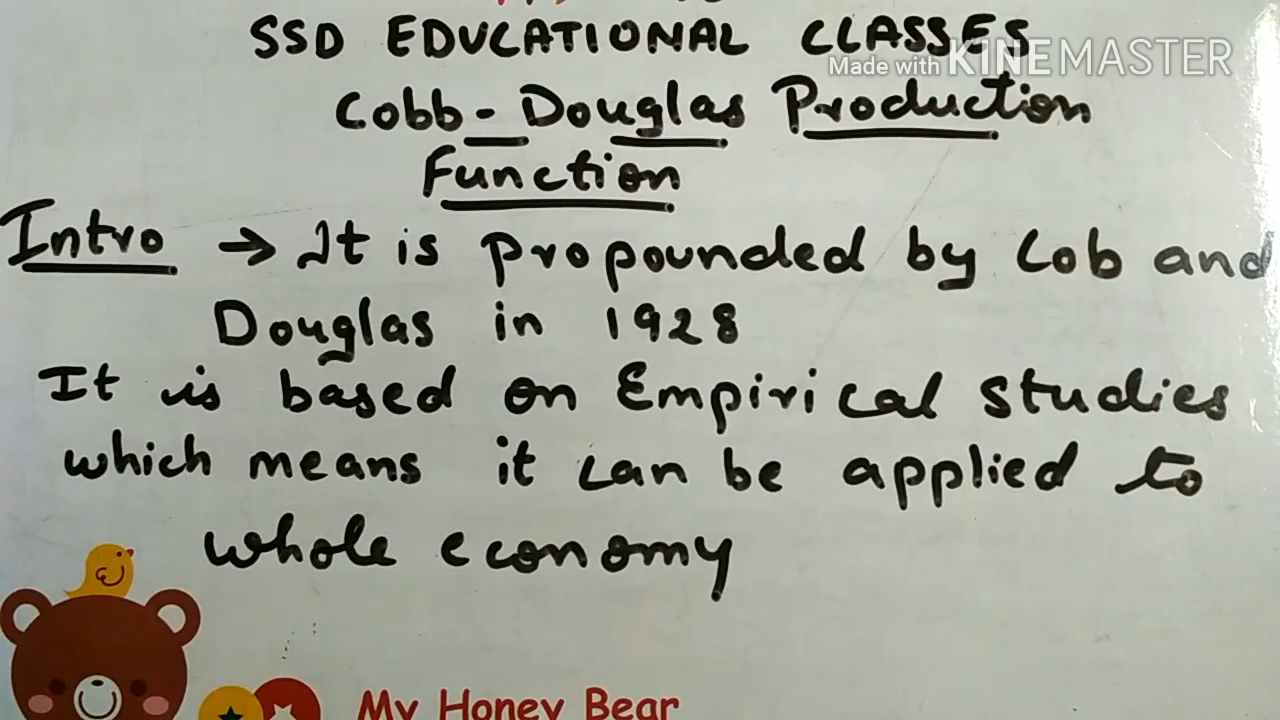 SSD EDUCATIONAL CLASSES
Made with KINEMASTER
Cobb-Douglas Production
Function
Intro → It is propounded by Cob and
Douglas in 1928
It is based on Empirical Studies
which means it can be applied to
whole economy
My Honey Bear